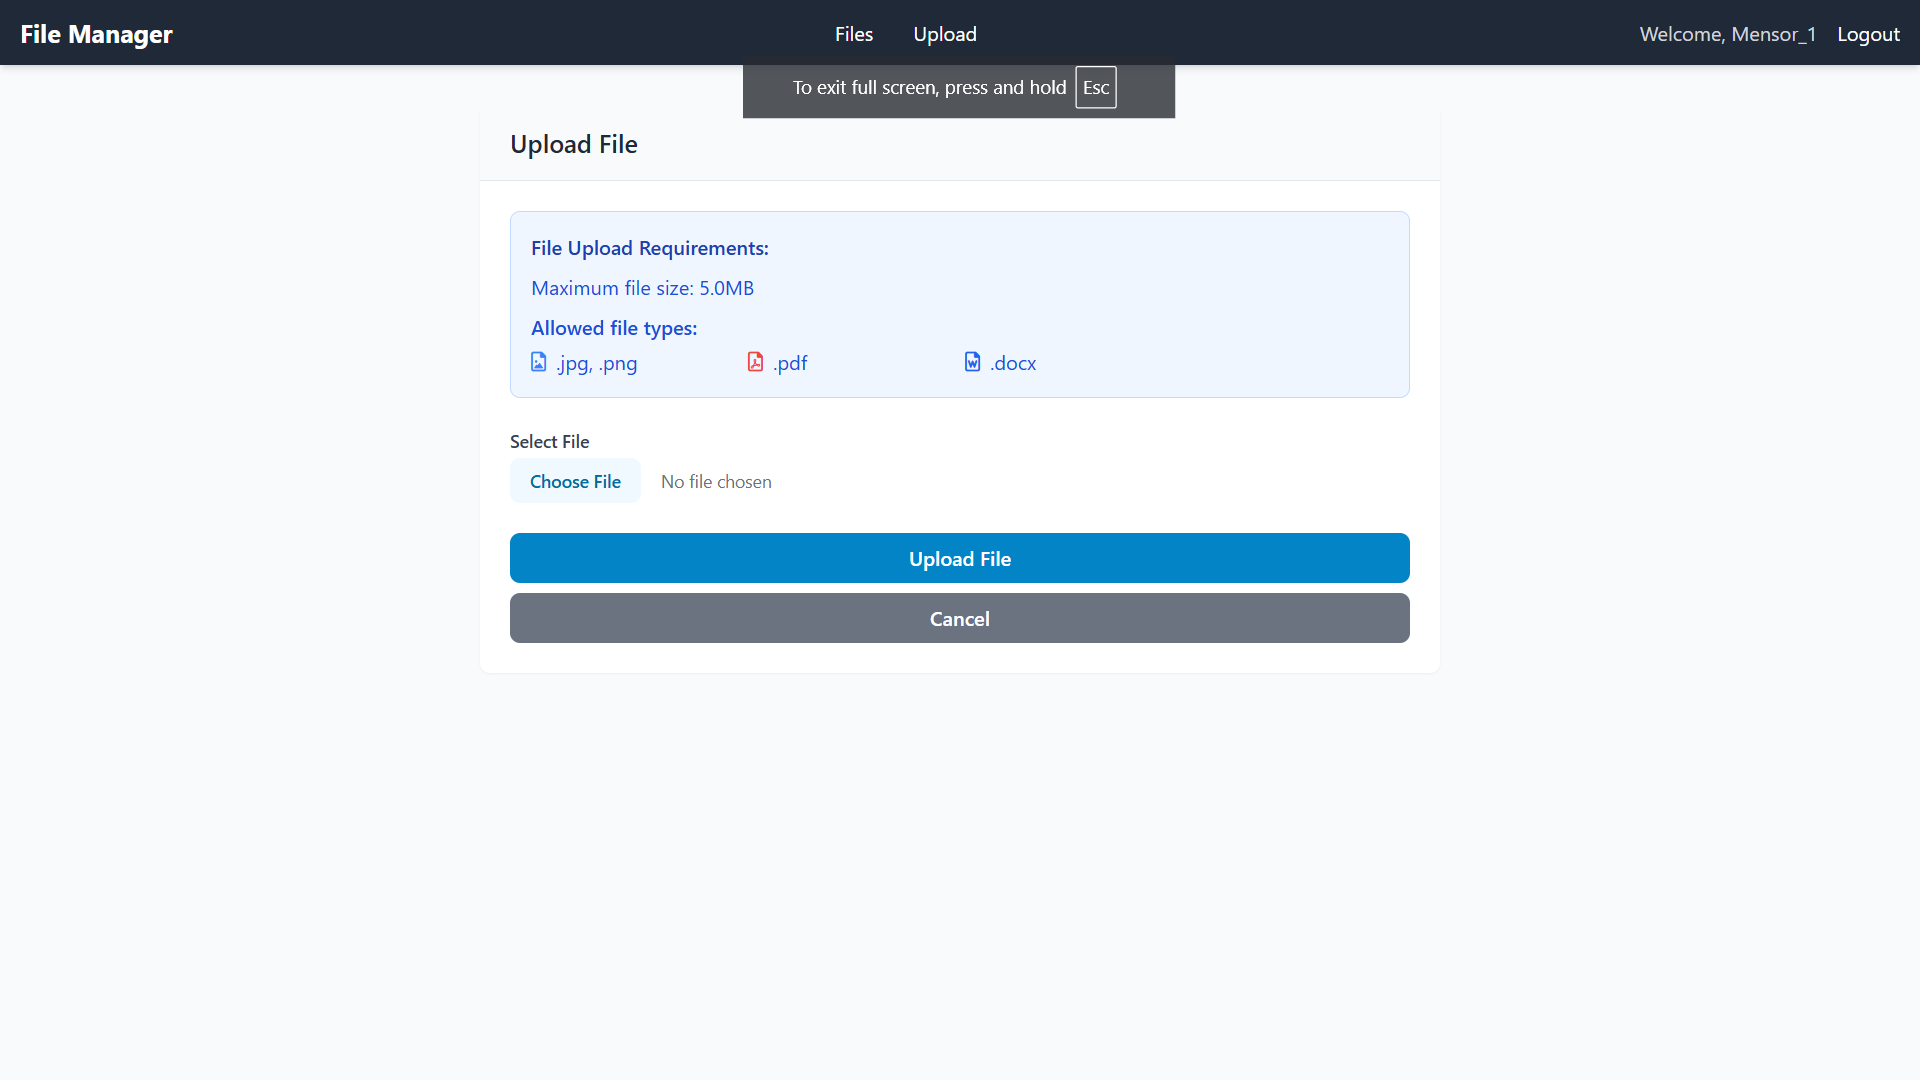 File Manager
Files
Upload
Welcome, Mensor_1
Logout
To exit full screen, press and hold Esc
Upload File
File Upload Requirements:
Maximum file size: 5.0MB
Allowed file types:
.jpg, .png
.pdf
.docx
Select File
Choose File
No file chosen
Upload File
Cancel